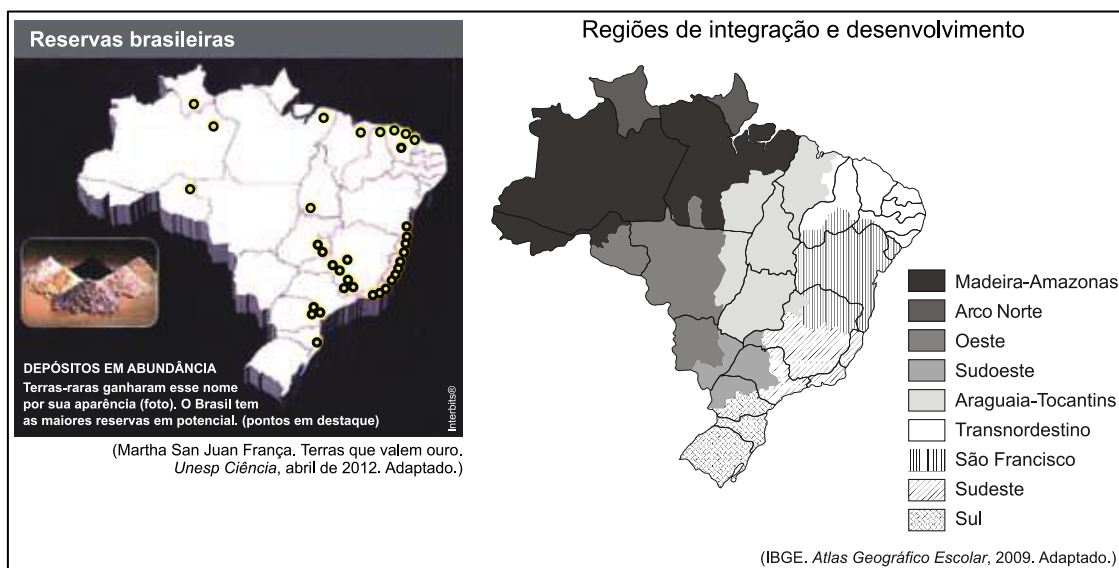 Reservas brasileiras
DEPÓSITOS EM ABUNDÂNCIA
Terras-raras ganharam esse nome
por sua aparência (foto). O Brasil tem
as maiores reservas em potencial. (pontos em destaque)
Interbits®
(Martha San Juan França. Terras que valem ouro.
Unesp Ciência, abril de 2012. Adaptado.)
Regiões de integração e desenvolvimento
Madeira-Amazonas
Arco Norte
Oeste
Sudoeste
Araguaia-Tocantins
Transnordestino
São Francisco
Sudeste
Sul
(IBGE. Atlas Geográfico Escolar, 2009. Adaptado.)